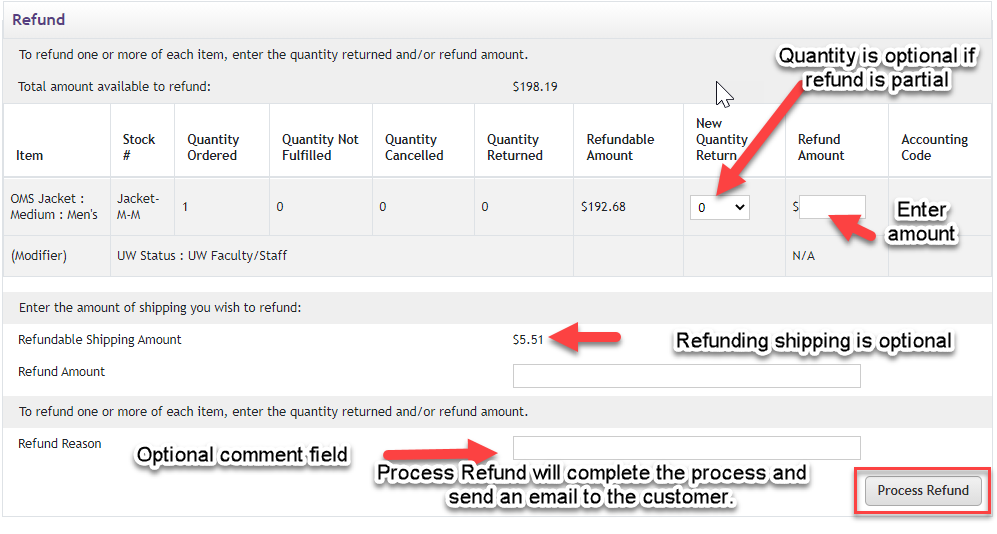 Refund
To refund one or more of each item, enter the quantity returned and/or refund amount.
Quantity is optional if
refund is partial
Total amount available to refund: $198.19
Item Stock # Quantity Ordered Quantity Not Fulfilled Quantity Cancelled Quantity Returned Refundable Amount New Quantity Return Refund Amount Accounting Code
OMS Jacket : Medium : Men's Jacket-M-M 1 0 0 0 $192.68 0 $
Enter
amount
(Modifier) UW Status : UW Faculty/Staff N/A
Enter the amount of shipping you wish to refund:
Refundable Shipping Amount $5.51 Refunding shipping is optional
Refund Amount
To refund one or more of each item, enter the quantity returned and/or refund amount.
Refund Reason Optional comment field
Process Refund will complete the process and
send an email to the customer.
Process Refund